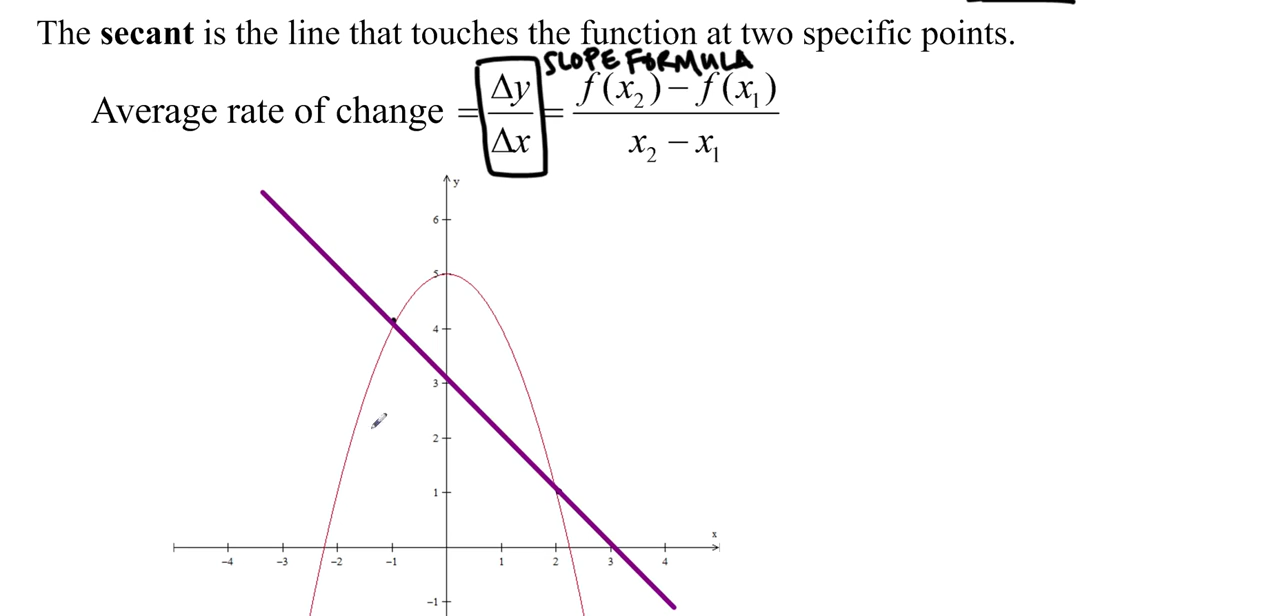 The secant is the line that touches the function at two specific points.
SLOPE FORMULA
Average rate of change = Δy/Δx = f(x₂) − f(x₁) / x₂ − x₁
y
6
5
4
3
2
1
x
-4 -3 -2 -1 1 2 3 4
-1